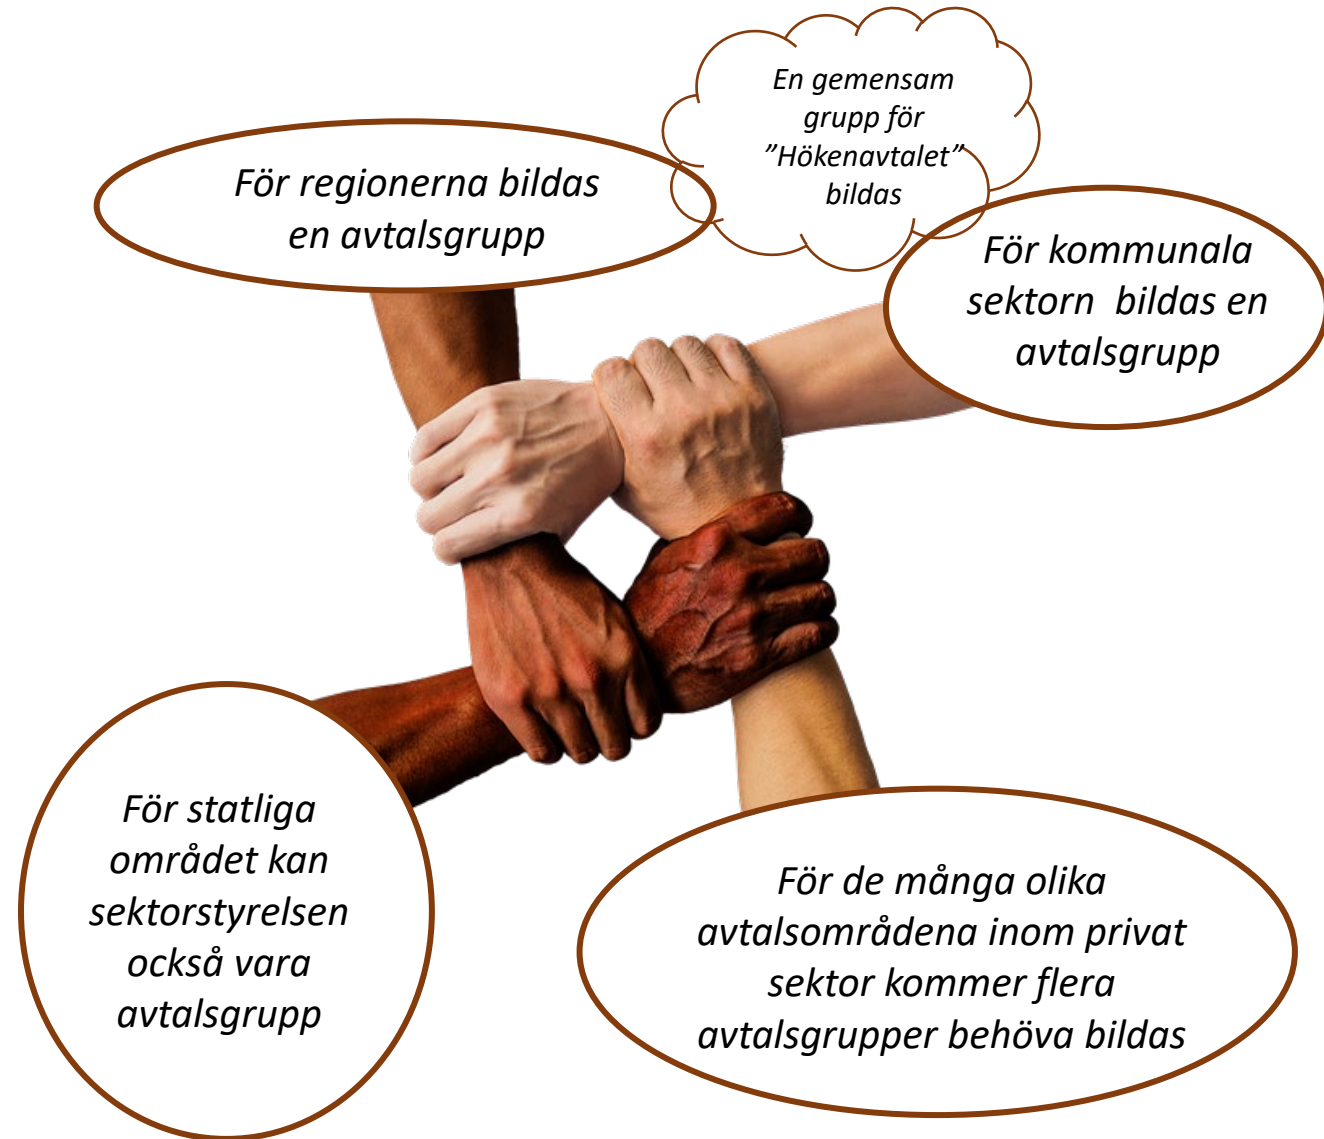 En gemensam
grupp för
”Hökenavtalet”
bildas
För regionerna bildas
en avtalsgrupp
För kommunala
sektorn  bildas en
avtalsgrupp
För statliga
området kan
sektorstyrelsen
också vara
avtalsgrupp
För de många olika
avtalsområdena inom privat
sektor kommer flera
avtalsgrupper behöva bildas